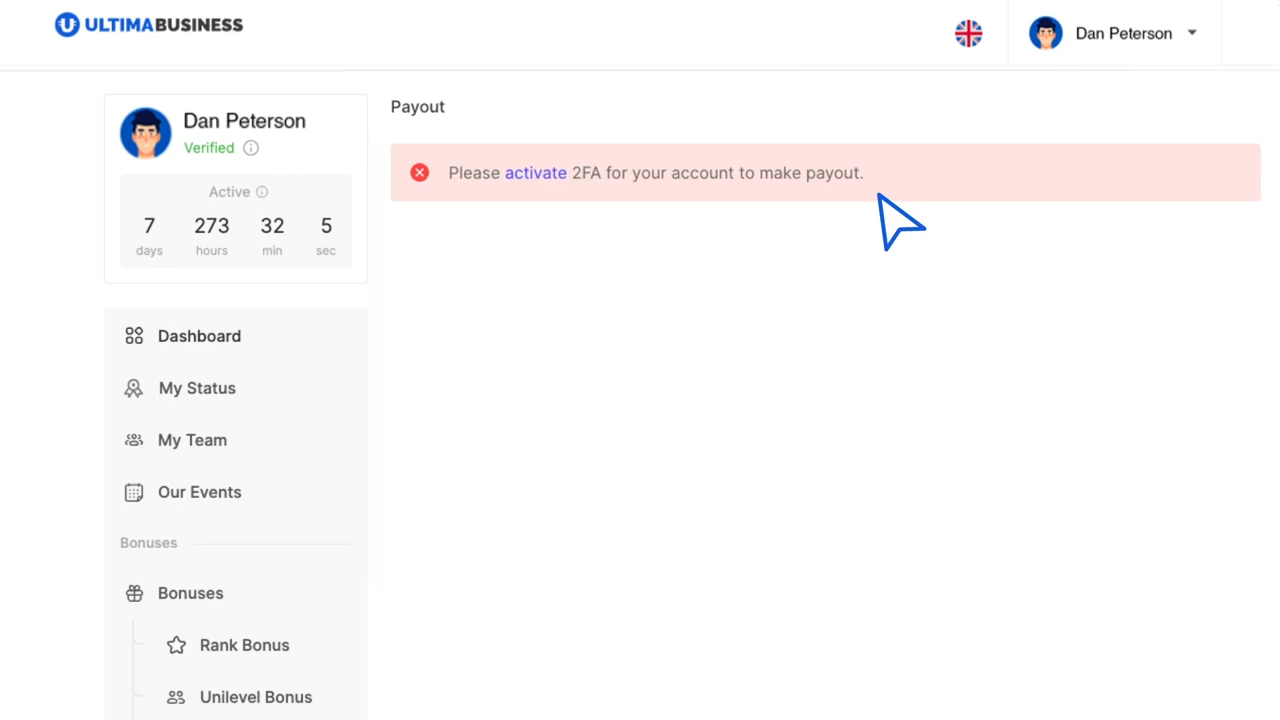 ULTIMABUSINESS
Dan Peterson
Dan Peterson
Verified
Active
7 273 32 5
days hours min sec
Payout
Please activate 2FA for your account to make payout.
Dashboard
My Status
My Team
Our Events
Bonuses
Bonuses
Rank Bonus
Unilevel Bonus